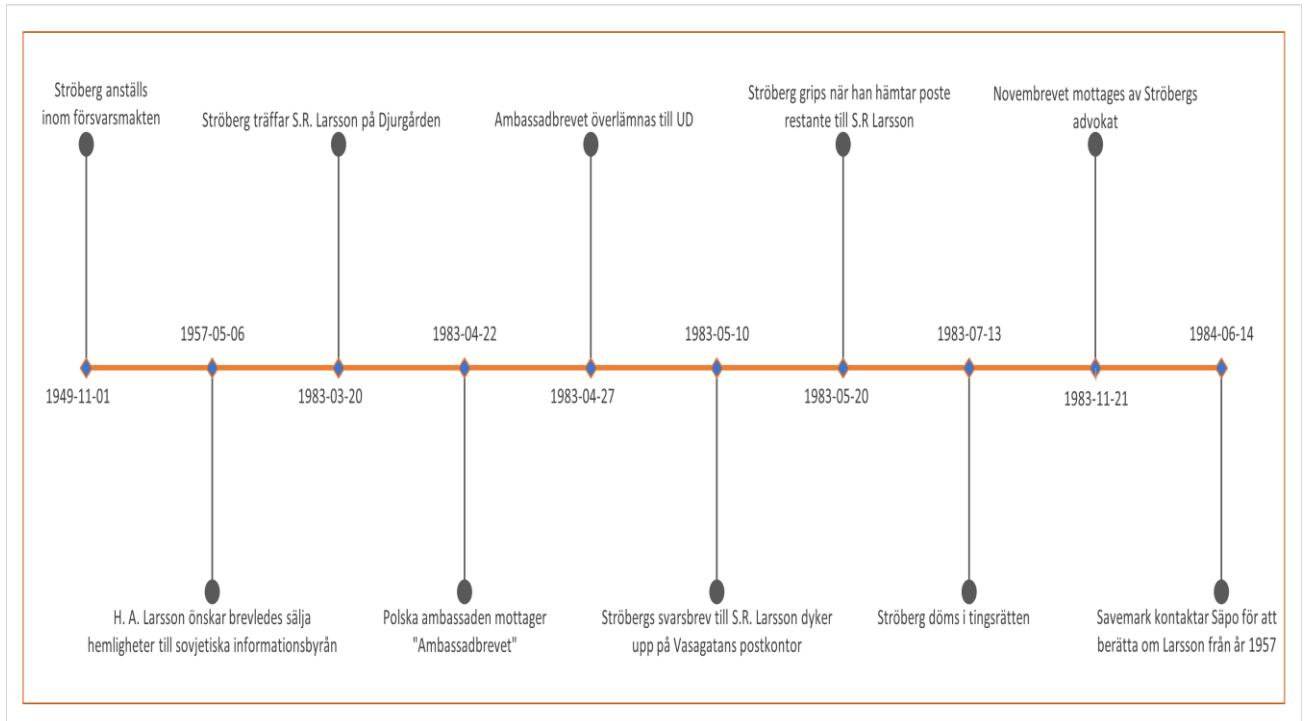 Ströberg anställs
inom försvarsmakten
Ströberg träffar S.R. Larsson på Djurgården
Ambassadbrevet överlämnas till UD
Ströberg grips när han hämtar poste
restante till S.R Larsson
Novembrevet mottages av Ströbergs
advokat
1957-05-06
1983-04-22
1983-05-10
1983-07-13
1984-06-14
1949-11-01
1983-03-20
1983-04-27
1983-05-20
1983-11-21
H. A. Larsson önskar brevledes sälja
hemligheter till sovjetiska informationsbyrån
Polska ambassaden mottager
"Ambassadbrevet"
Ströbergs svarsbrev till S.R. Larsson dyker
upp på Vasagatans postkontor
Ströberg döms i tingsrätten
Savemark kontaktar Säpo för att
berätta om Larsson från år 1957